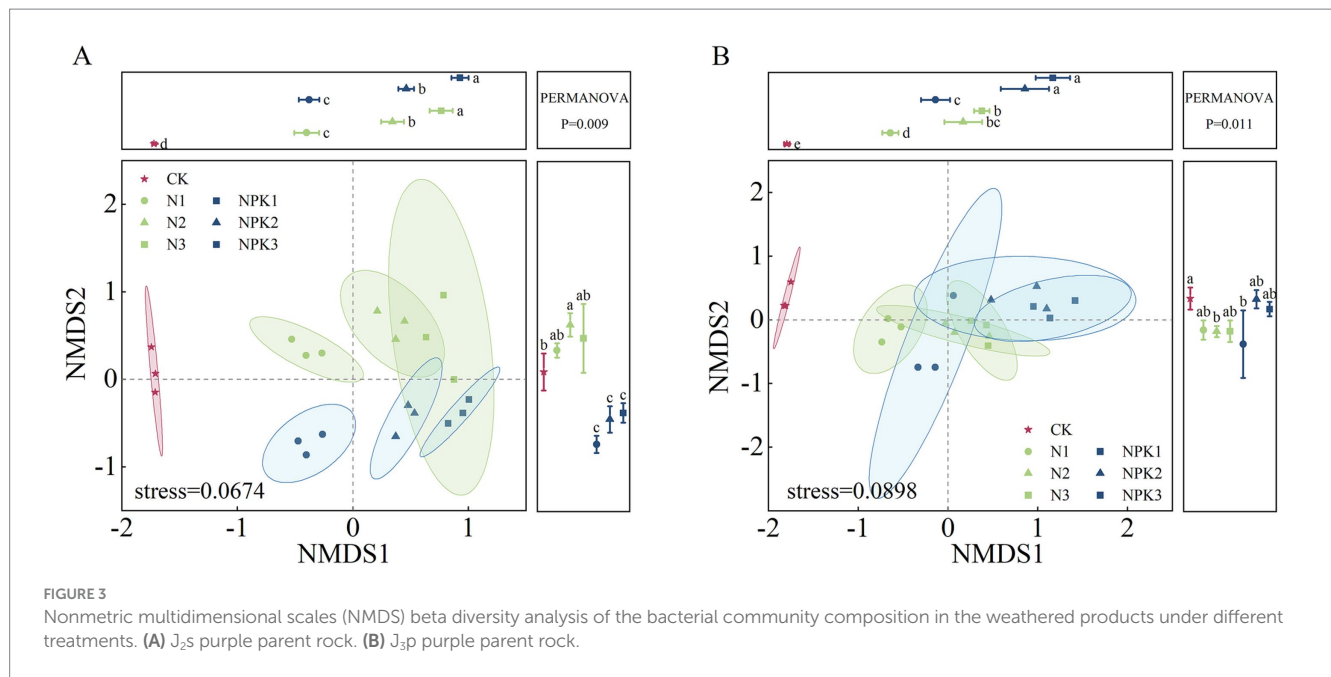 A
a
b
c
a
b
c
d
PERMANOVA
P=0.009
CK
N1 NPK1
N2 NPK2
N3 NPK3
2
1
0
-1
NMDS2
stress=0.0674
-2 -1 0 1
NMDS1
b
ab
a
ab
c
c
c
B
a
a
c
c
bc
d
e
PERMANOVA
P=0.011
2
1
0
-1
-2
NMDS2
CK
N1 NPK1
N2 NPK2
N3 NPK3
stress=0.0898
-2 -1 0 1 2
NMDS1
a
ab
b
ab
b
ab
ab
FIGURE 3
Nonmetric multidimensional scales (NMDS) beta diversity analysis of the bacterial community composition in the weathered products under different
treatments. (A) J₂s purple parent rock. (B) J₃p purple parent rock.